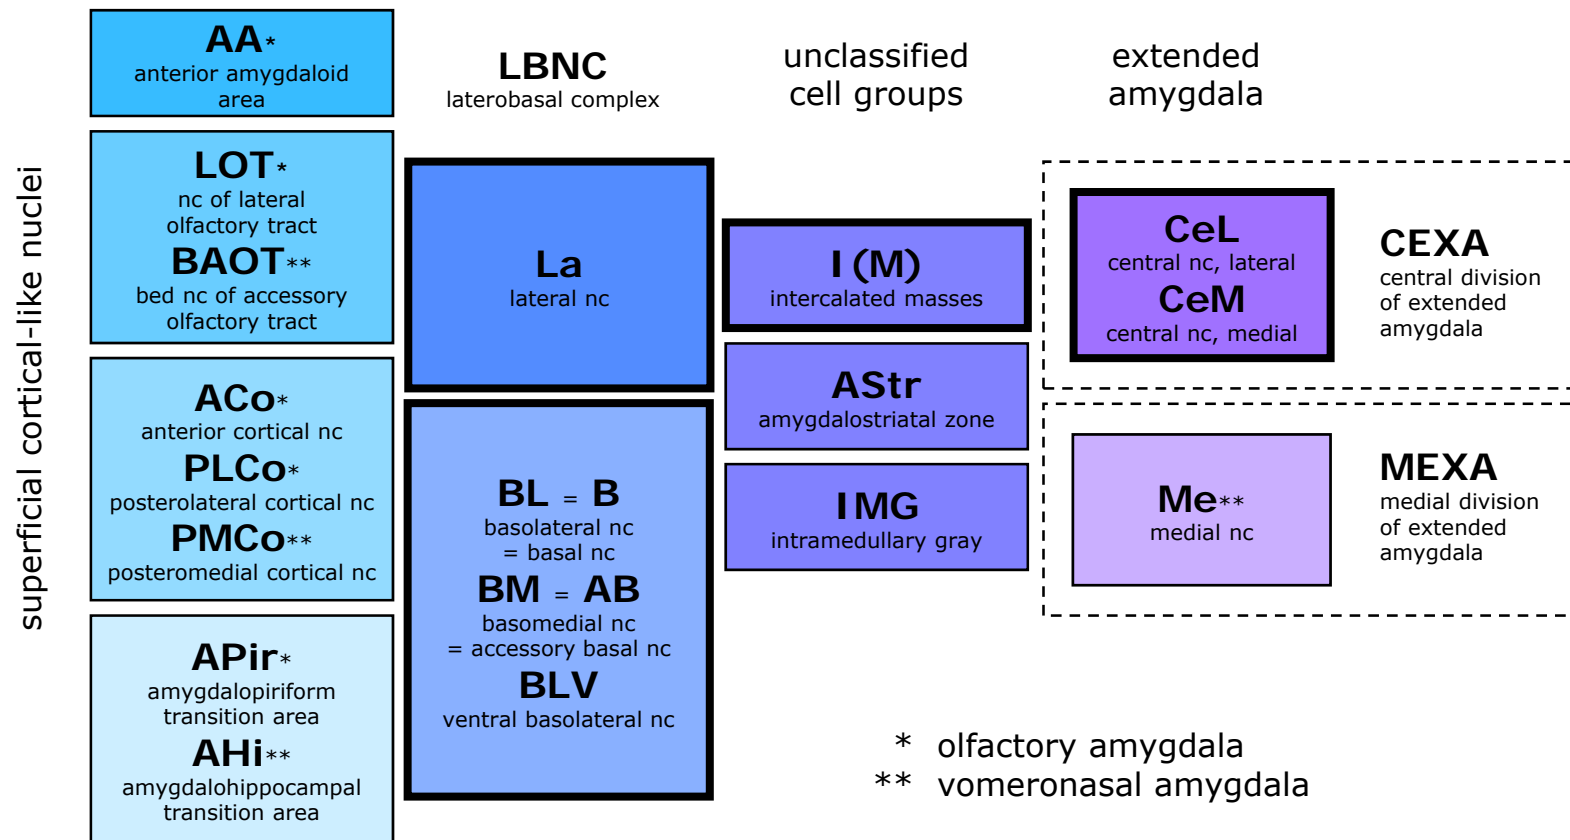 superficial cortical-like nuclei
AA*
anterior amygdaloid
area
LOT*
nc of lateral
olfactory tract
BAOT**
bed nc of accessory
olfactory tract
ACo*
anterior cortical nc
PLCo*
posterolateral cortical nc
PMCo**
posteromedial cortical nc
APir*
amygdalopiriform
transition area
AHi**
amygdalohippocampal
transition area
LBNC
laterobasal complex
La
lateral nc
BL = B
basolateral nc
= basal nc
BM = AB
basomedial nc
= accessory basal nc
BLV
ventral basolateral nc
unclassified
cell groups
I(M)
intercalated masses
AStr
amygdalostriatal zone
IMG
intramedullary gray
extended
amygdala
CeL
central nc, lateral
CeM
central nc, medial
CEXA
central division
of extended
amygdala
Me**
medial nc
MEXA
medial division
of extended
amygdala
* olfactory amygdala
** vomeronasal amygdala